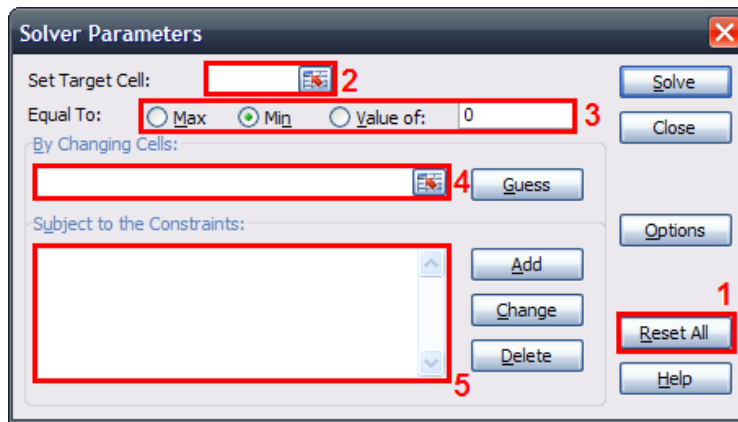 Solver Parameters
Set Target Cell: 2 Solve
Equal To: Max Min Value of: 0 3 Close
By Changing Cells:
4 Guess
Subject to the Constraints: Options
Add
Change 1
Delete Reset All
5 Help